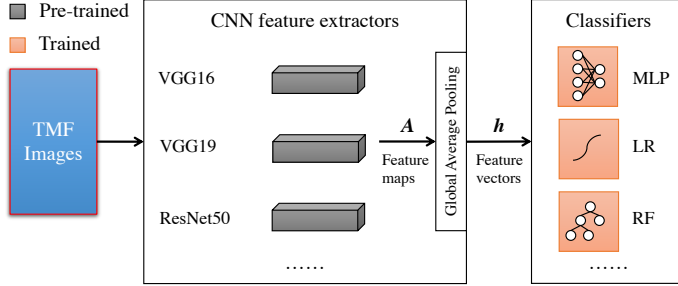 Pre-trained
Trained
TMF
Images
CNN feature extractors
VGG16
VGG19
ResNet50
......
A
Feature
maps
Global Average Pooling
h
Feature
vectors
Classifiers
MLP
LR
RF
......